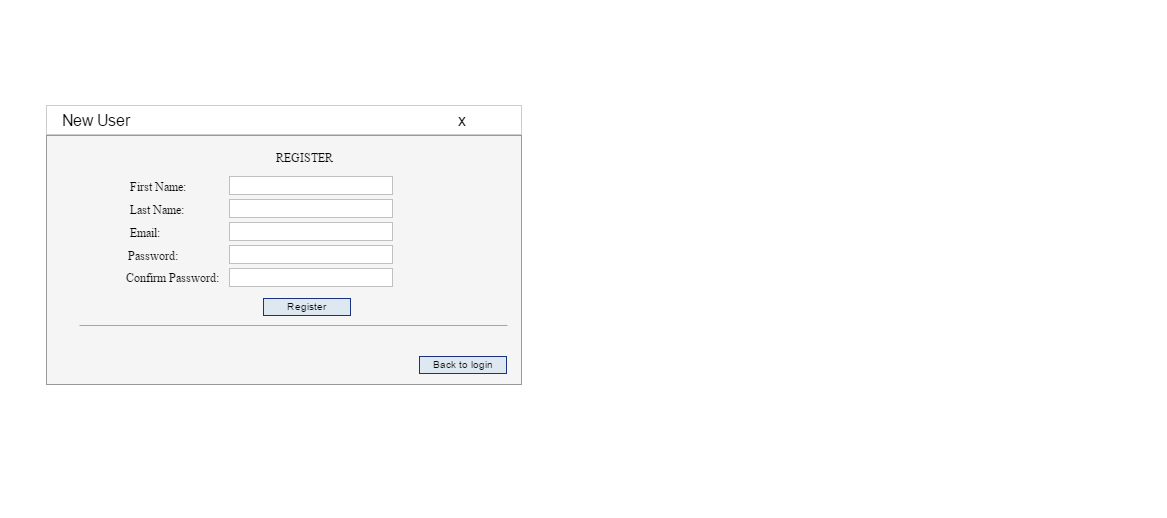 New User x
REGISTER
First Name:
Last Name:
Email:
Password:
Confirm Password:
Register
Back to login